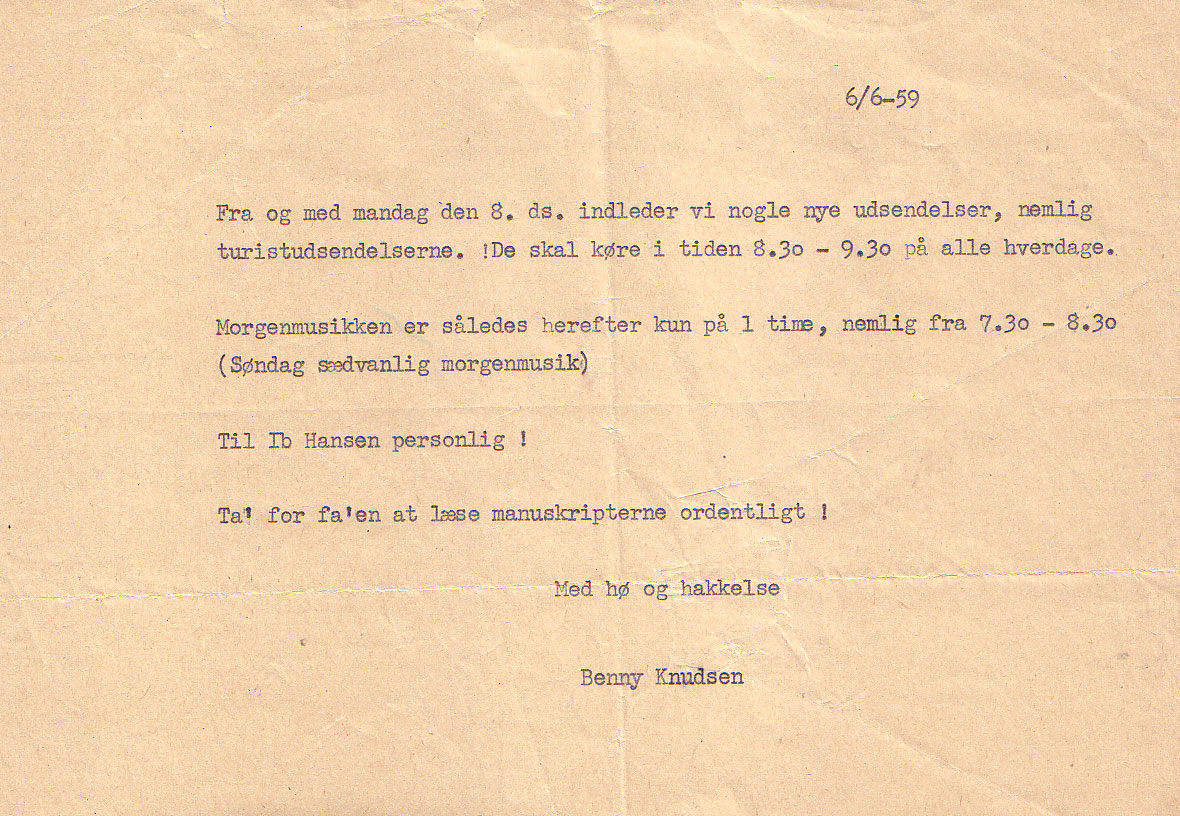 6/6-59
Fra og med mandag den 8. ds. indleder vi nogle nye udsendelser, nemlig
turistudsendelserne. !De skal køre i tiden 8.3o - 9.3o på alle hverdage.
Morgenmusikken er således herefter kun på 1 time, nemlig fra 7.3o - 8.3o
(Søndag sædvanlig morgenmusik)
Til Ib Hansen personlig !
Ta' for fa'en at læse manuskripterne ordentligt !
Med hø og hakkelse
Benny Knudsen